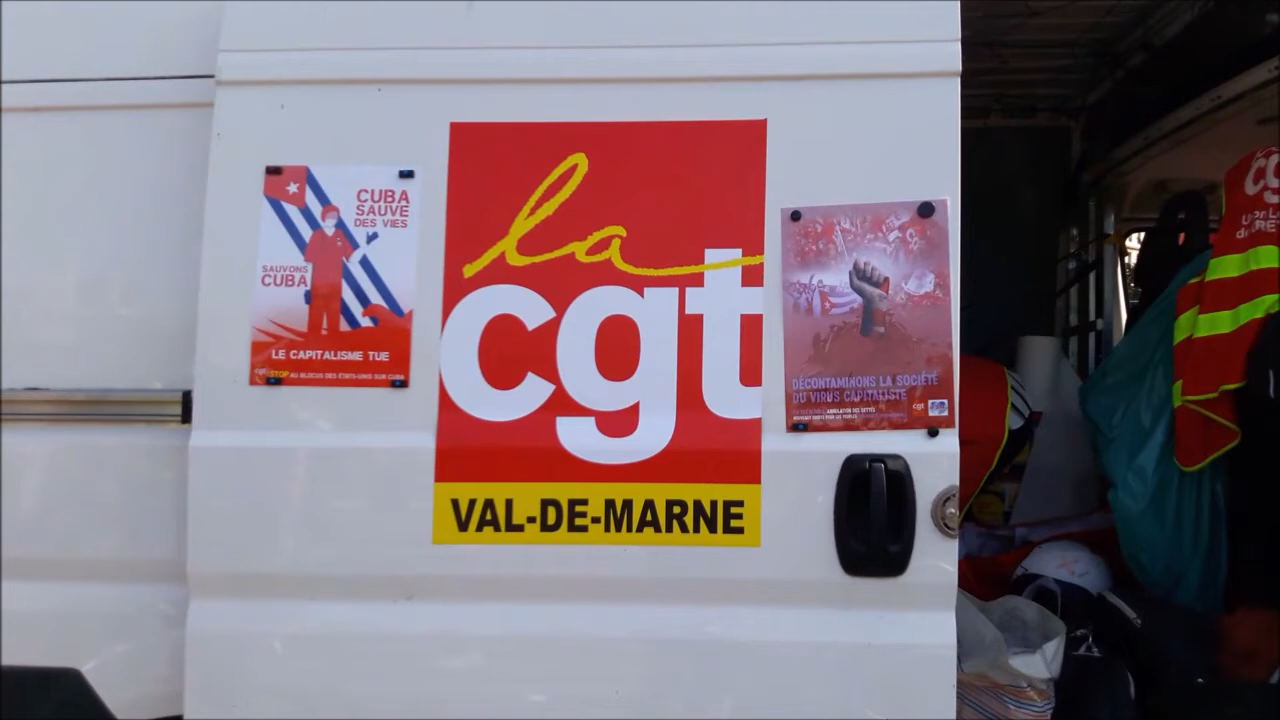 CUBA
SAUVE
DES VIES
SAUVONS
CUBA
LE CAPITALISME TUE
cgt STOP AU BLOCUS DES ÉTATS-UNIS SUR CUBA
la
cgt
VAL-DE-MARNE
DÉCONTAMINONS LA SOCIÉTÉ
DU VIRUS CAPITALISTE
ANNULATION DES DETTES
cgt